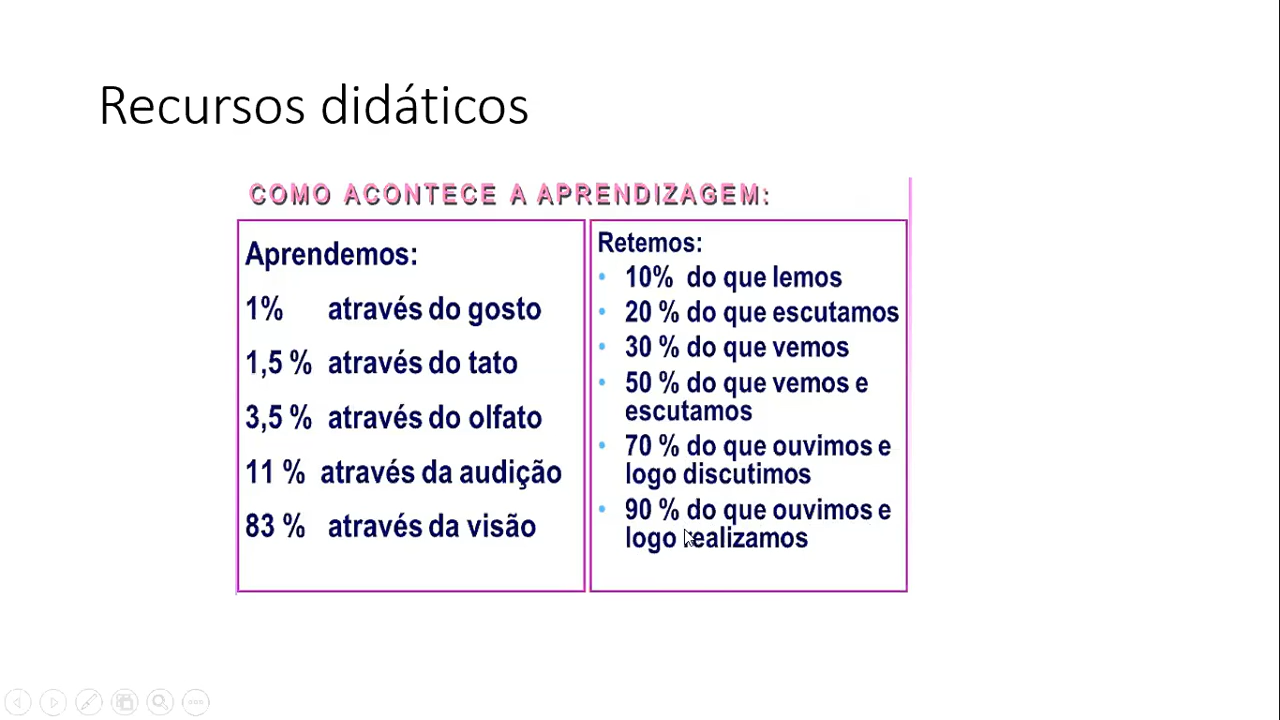 Recursos didáticos
COMO ACONTECE A APRENDIZAGEM:
Aprendemos:
1% através do gosto
1,5 % através do tato
3,5 % através do olfato
11 % através da audição
83 % através da visão
Retemos:
• 10% do que lemos
• 20 % do que escutamos
• 30 % do que vemos
• 50 % do que vemos e
escutamos
• 70 % do que ouvimos e
logo discutimos
• 90 % do que ouvimos e
logo realizamos